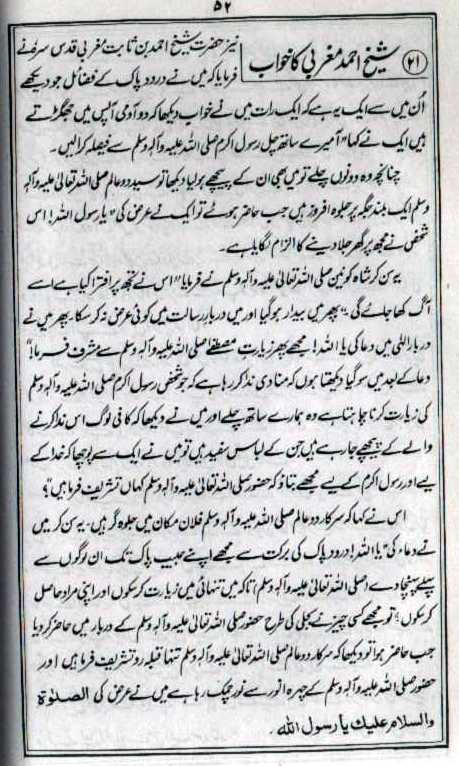 ۵۲
۲۱ شیخ احمد مغربی کا خواب نیز حضرت شیخ احمد بن ثابت مغربی قدس سرہٗ نے
فرمایا کہ میں نے درود پاک کے فضائل جو دیکھے
اُن میں سے ایک یہ ہے کہ ایک رات میں نے خواب دیکھا کہ دو آدمی آپس میں جھگڑتے
ہیں ایک نے کہا "آ میرے ساتھ چل رسول اکرم صلی اللہ علیہ وآلہٖ وسلم سے فیصلہ کرالیں۔
چنانچہ وہ دونوں چلے تو میں بھی ان کے پیچھے ہولیا دیکھا تو سید دو عالم صلی اللہ تعالیٰ علیہ وآلہٖ
وسلم ایک بلند جگہ پر جلوہ افروز ہیں جب حاضر ہوئے تو ایک نے عرض کی "یا رسول اللہ! اس
شخص نے مجھ پر گھر جلا دینے کا الزام لگایا ہے۔
یہ سن کر شاہ کونین صلی اللہ تعالیٰ علیہ وآلہٖ وسلم نے فرمایا "اس نے تجھ پر افترا کیا ہے اسے
آگ کھا جائے گی۔ پھر میں بیدار ہوگیا اور میں دربار رسالت میں کوئی عرض نہ کرسکا۔ پھر میں نے
دربار الٰہی میں دعا کی یا اللہ! مجھے پھر زیارت مصطفےٰ صلی اللہ علیہ وآلہٖ وسلم سے مشرف فرما!"
دعا کے بعد میں سوگیا دیکھتا ہوں کہ منادی ندا کر رہا ہے کہ جو شخص رسول اکرم صلی اللہ علیہ وآلہٖ وسلم
کی زیارت کرنا چاہتا ہے وہ ہمارے ساتھ چلے اور میں نے دیکھا کہ کافی لوگ اس ندا کرنے
والے کے پیچھے جارہے ہیں جن کے لباس سفید ہیں تو میں نے ایک سے پوچھا کہ خدا کے
لیے اور رسول اکرم کے لیے مجھے بتاؤ کہ حضور صلی اللہ تعالیٰ علیہ وآلہٖ وسلم کہاں تشریف فرما ہیں"؟
اس نے کہا کہ سرکار دو عالم صلی اللہ علیہ وآلہٖ وسلم فلاں مکان میں جلوہ گر ہیں۔ یہ سن کر میں
نے دعاء کی "یا اللہ! درود پاک کی برکت سے مجھے اپنے حبیب پاک تک ان لوگوں سے
پہلے پہنچا دے (صلی اللہ تعالیٰ علیہ وآلہٖ وسلم) تاکہ میں تنہائی میں زیارت کرسکوں اور اپنی مراد حاصل
کرسکوں!" تو مجھے کسی چیز نے بجلی کی طرح حضور صلی اللہ تعالیٰ علیہ وآلہٖ وسلم کے دربار میں حاضر کردیا
جب حاضر ہوا تو دیکھا کہ سرکار دو عالم صلی اللہ تعالیٰ علیہ وآلہٖ وسلم تنہا قبلہ رو تشریف فرما ہیں اور
حضور صلی اللہ علیہ وآلہٖ وسلم کے چہرہ انور سے نور چمک رہا ہے میں نے عرض کی الصلوٰۃ
والسلام علیک یا رسول اللہ۔